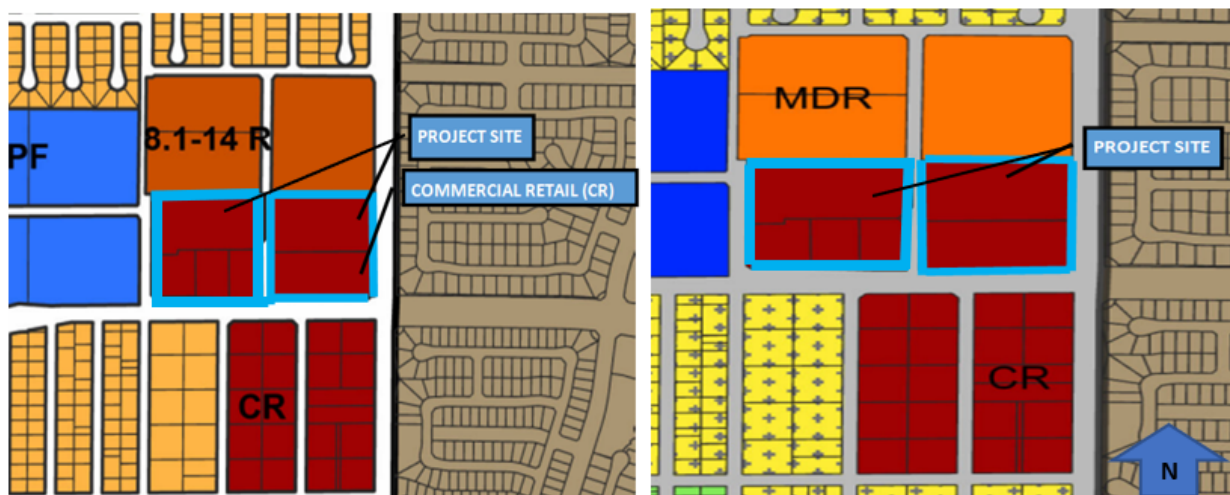 PF
8.1-14 R
PROJECT SITE
COMMERCIAL RETAIL (CR)
CR
MDR
PROJECT SITE
CR
N